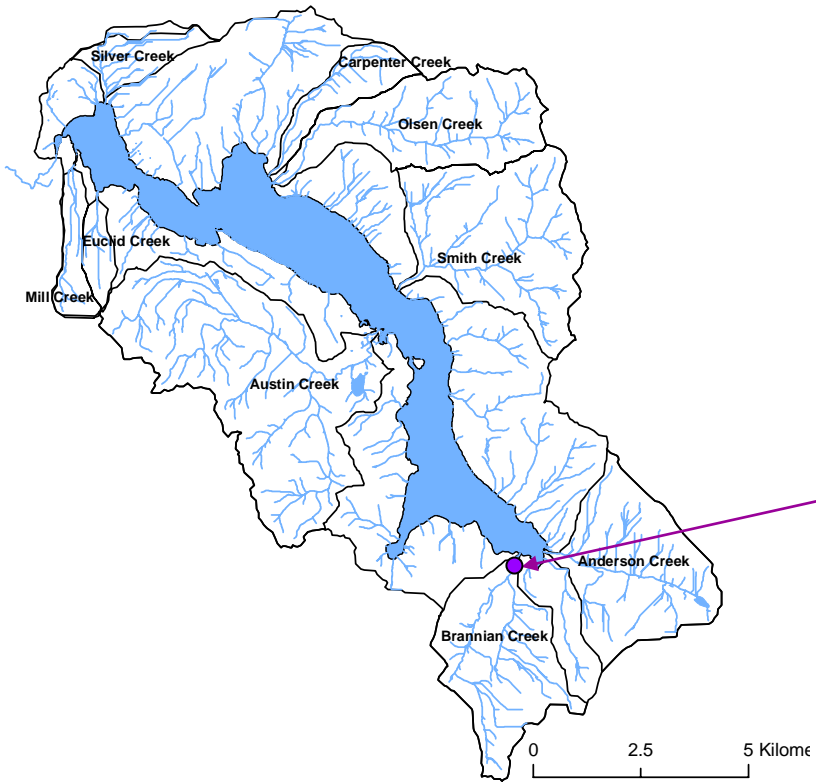 Silver Creek
Carpenter Creek
Olsen Creek
Euclid Creek
Smith Creek
Mill Creek
Austin Creek
Anderson Creek
Brannian Creek
0 2.5 5 Kilome